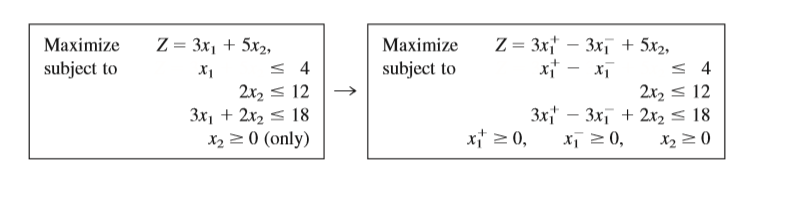 Maximize Z = 3x₁ + 5x₂,
subject to x₁ ≤ 4
2x₂ ≤ 12
3x₁ + 2x₂ ≤ 18
x₂ ≥ 0 (only)
→
Maximize Z = 3x₁⁺ − 3x₁⁻ + 5x₂,
subject to x₁⁺ − x₁⁻ ≤ 4
2x₂ ≤ 12
3x₁⁺ − 3x₁⁻ + 2x₂ ≤ 18
x₁⁺ ≥ 0, x₁⁻ ≥ 0, x₂ ≥ 0